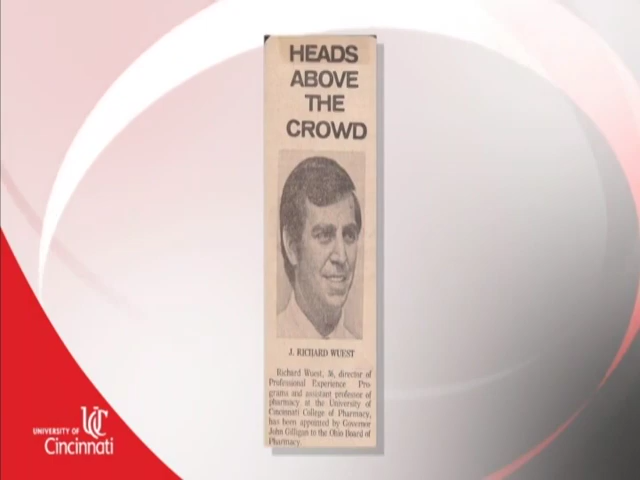 HEADS
ABOVE
THE
CROWD
J. RICHARD WUEST
Richard Wuest, 36, director of
Professional Experience Pro-
grams and assistant professor of
pharmacy at the University of
Cincinnati College of Pharmacy,
has been appointed by Governor
John Gilligan to the Ohio Board of
Pharmacy.
UC
UNIVERSITY OF
Cincinnati